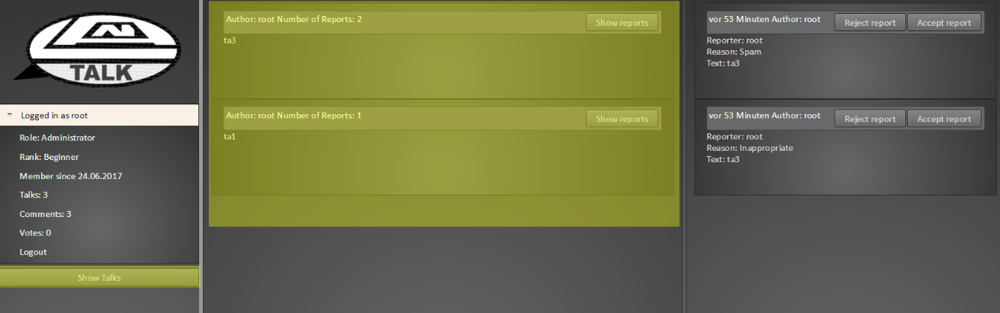 TALK
- Logged in as root
Role: Administrator
Rank: Beginner
Member since 24.06.2017
Talks: 3
Comments: 3
Votes: 0
Logout
Show Talks
Author: root Number of Reports: 2 Show reports
ta3
Author: root Number of Reports: 1 Show reports
ta1
vor 53 Minuten Author: root Reject report Accept report
Reporter: root
Reason: Spam
Text: ta3
vor 53 Minuten Author: root Reject report Accept report
Reporter: root
Reason: Inappropriate
Text: ta3